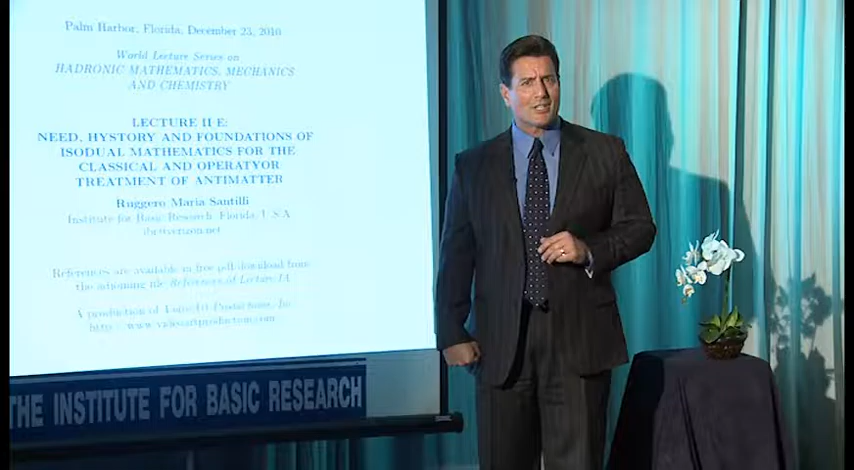 Palm Harbor, Florida, December 23, 2010
World Lecture Series on
HADRONIC MATHEMATICS, MECHANICS
AND CHEMISTRY
LECTURE II E:
NEED, HYSTORY AND FOUNDATIONS OF
ISODUAL MATHEMATICS FOR THE
CLASSICAL AND OPERATYOR
TREATMENT OF ANTIMATTER
Ruggero Maria Santilli
Institute for Basic Research, Florida, U S A
References are available in free pdf download from
the adjoining file References of Lecture IA
A production of
THE INSTITUTE FOR BASIC RESEARCH